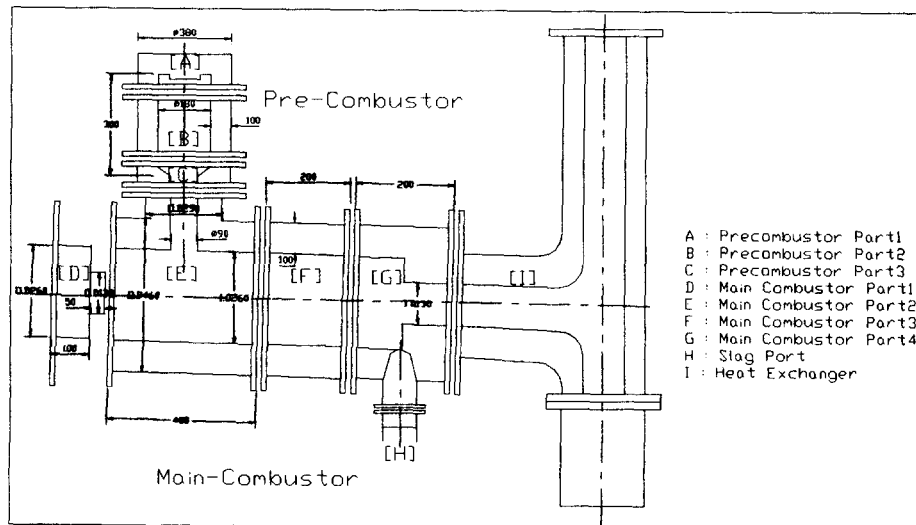 ø380
[A]
Pre-Combustor
ø180
100
300
[B]
C
200
200
ø90
[D]
[E]
100
[F]
[G]
[I]
50
100
400
[H]
Main-Combustor
A : Precombustor Part1
B : Precombustor Part2
C : Precombustor Part3
D : Main Combustor Part1
E : Main Combustor Part2
F : Main Combustor Part3
G : Main Combustor Part4
H : Slag Port
I : Heat Exchanger